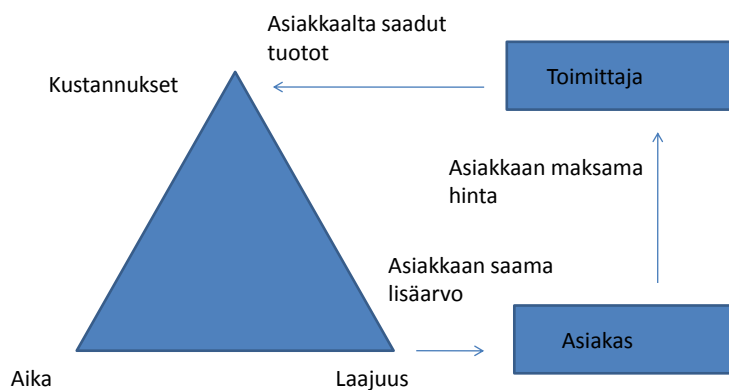 Asiakkaalta saadut
tuotot
Kustannukset
Toimittaja
Asiakkaan maksama
hinta
Asiakkaan saama
lisäarvo
Asiakas
Aika
Laajuus